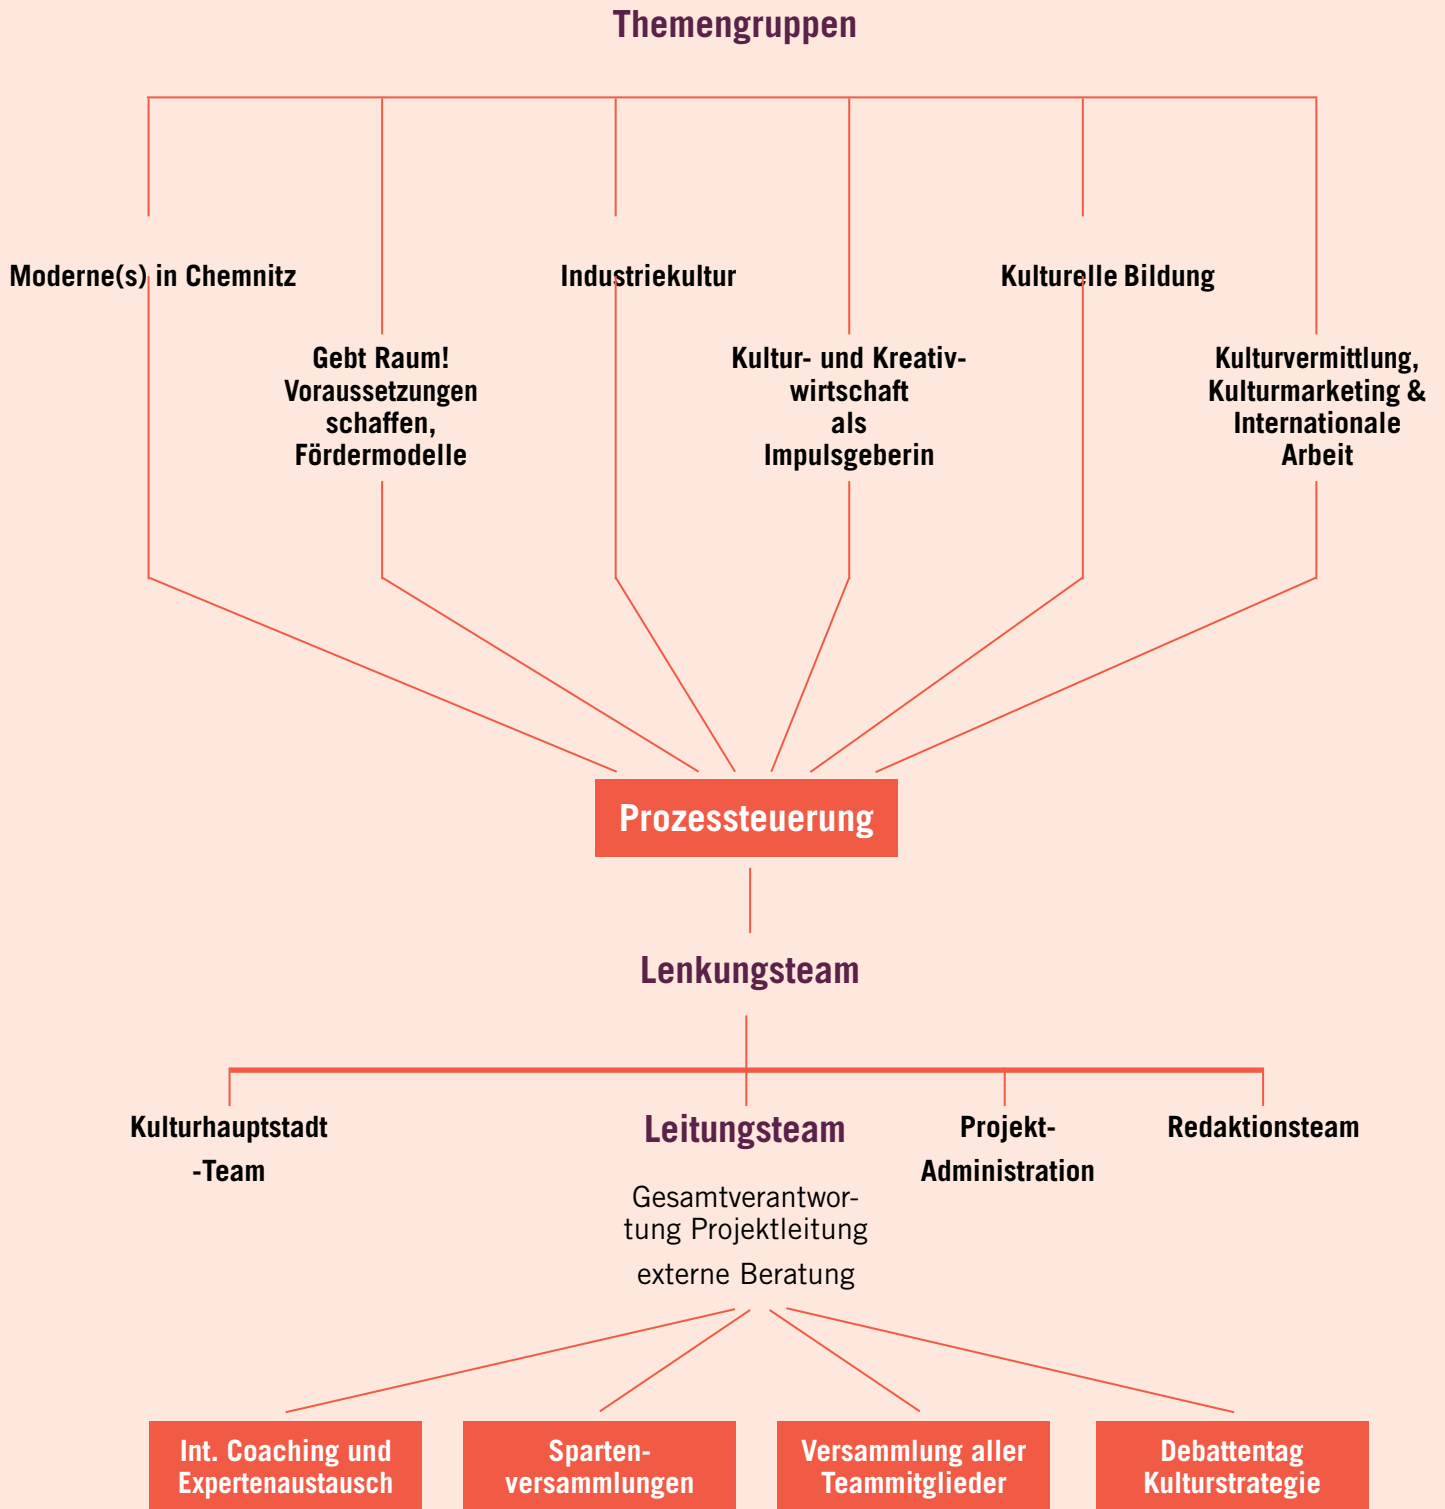 Themengruppen
Moderne(s) in Chemnitz
Industriekultur
Kulturelle Bildung
Gebt Raum!
Voraussetzungen
schaffen,
Fördermodelle
Kultur- und Kreativ-
wirtschaft
als
Impulsgeberin
Kulturvermittlung,
Kulturmarketing &
Internationale
Arbeit
Prozessteuerung
Lenkungsteam
Kulturhauptstadt
-Team
Leitungsteam
Gesamtverantwor-
tung Projektleitung
externe Beratung
Projekt-
Administration
Redaktionsteam
Int. Coaching und
Expertenaustausch
Sparten-
versammlungen
Versammlung aller
Teammitglieder
Debattentag
Kulturstrategie